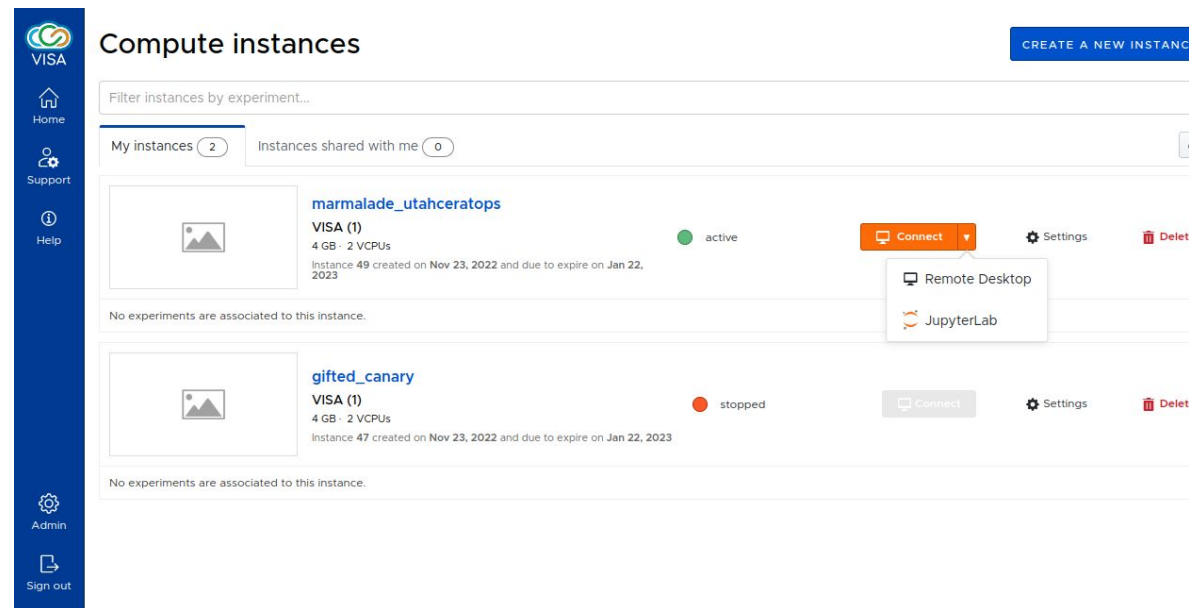 VISA
Home
Support
Help
Admin
Sign out
Compute instances
CREATE A NEW INSTANC
Filter instances by experiment...
My instances 2
Instances shared with me 0
marmalade_utahceratops
VISA (1)
4 GB · 2 VCPUs
Instance 49 created on Nov 23, 2022 and due to expire on Jan 22,
2023
active
Connect
Settings
Delet
Remote Desktop
JupyterLab
No experiments are associated to this instance.
gifted_canary
VISA (1)
4 GB · 2 VCPUs
Instance 47 created on Nov 23, 2022 and due to expire on Jan 22, 2023
stopped
Connect
Settings
Delet
No experiments are associated to this instance.